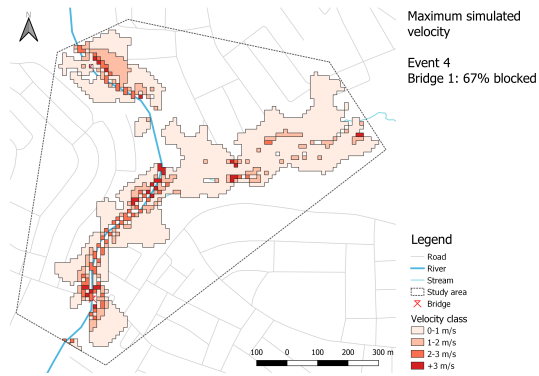 N
Maximum simulated
velocity
Event 4
Bridge 1: 67% blocked
Legend
Road
River
Stream
Study area
Bridge
Velocity class
0-1 m/s
1-2 m/s
2-3 m/s
+3 m/s
100 0 100 200 300 m